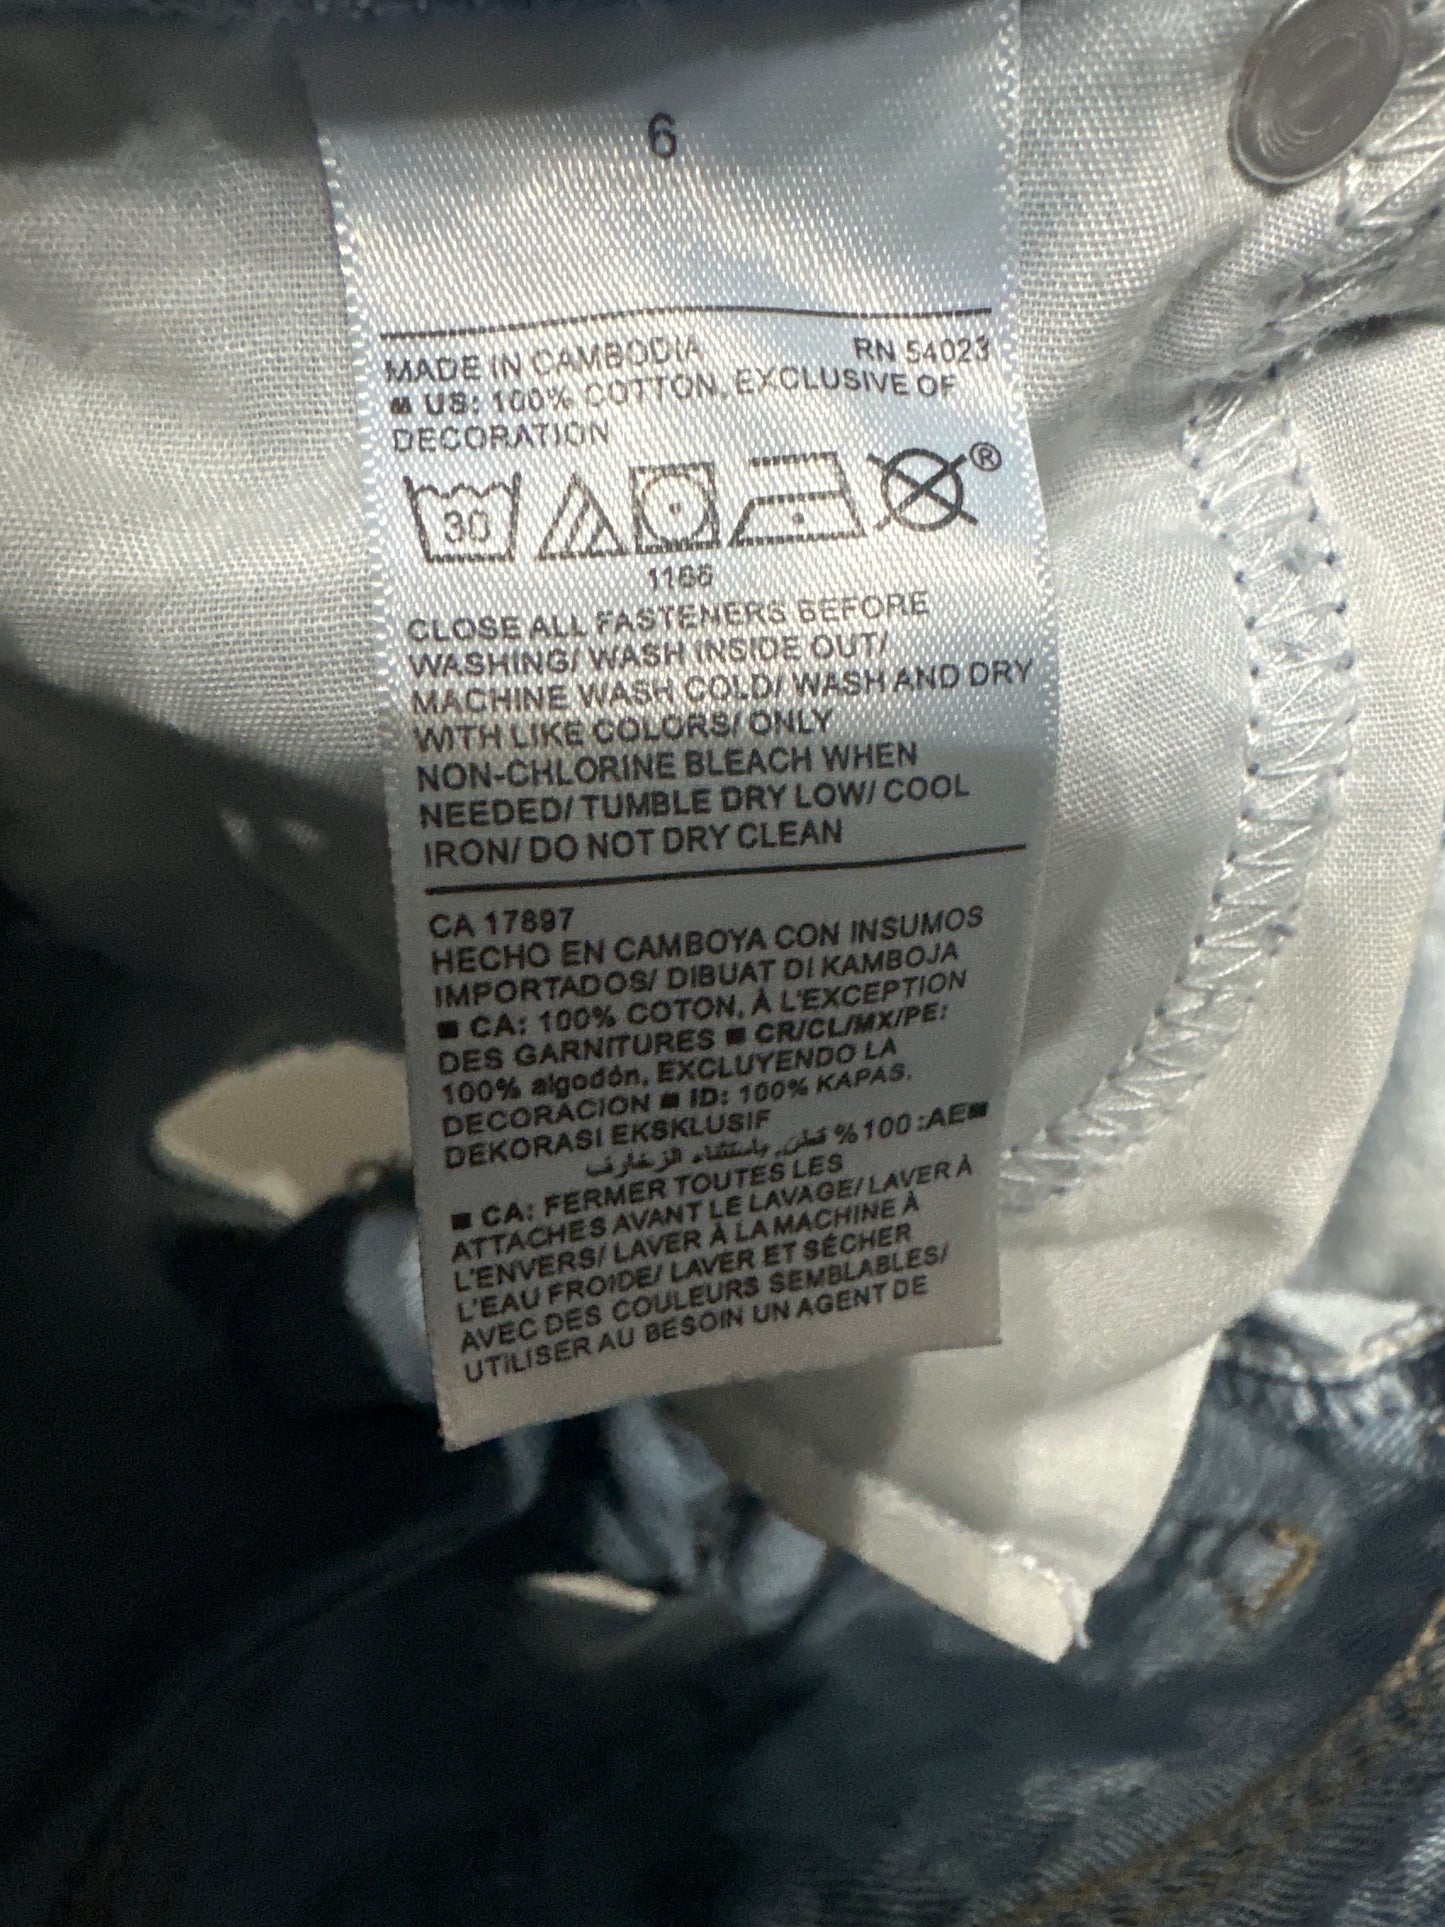 6
MADE IN CAMBODIA RN 54023
■ US: 100% COTTON, EXCLUSIVE OF
DECORATION
30
®
1166
CLOSE ALL FASTENERS BEFORE
WASHING/ WASH INSIDE OUT/
MACHINE WASH COLD/ WASH AND DRY
WITH LIKE COLORS/ ONLY
NON-CHLORINE BLEACH WHEN
NEEDED/ TUMBLE DRY LOW/ COOL
IRON/ DO NOT DRY CLEAN
CA 17897
HECHO EN CAMBOYA CON INSUMOS
IMPORTADOS/ DIBUAT DI KAMBOJA
■ CA: 100% COTON, À L'EXCEPTION
DES GARNITURES ■ CR/CL/MX/PE:
100% algodón, EXCLUYENDO LA
DECORACION ■ ID: 100% KAPAS,
DEKORASI EKSKLUSIF
■AE: 100% قطن، باستثناء الزخارف
■ CA: FERMER TOUTES LES
ATTACHES AVANT LE LAVAGE/ LAVER À
L'ENVERS/ LAVER À LA MACHINE À
L'EAU FROIDE/ LAVER ET SÉCHER
AVEC DES COULEURS SEMBLABLES/
UTILISER AU BESOIN UN AGENT DE